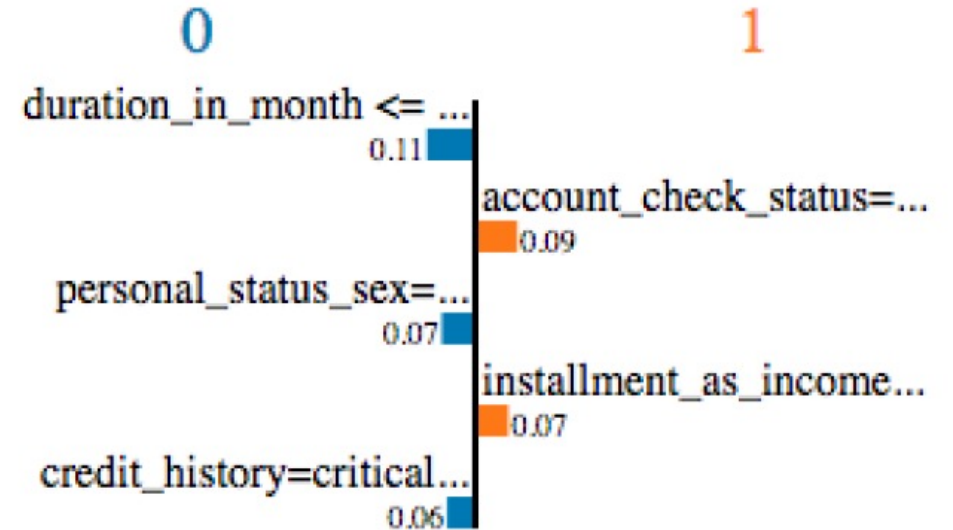 0 1
duration_in_month <= ...
0.11
account_check_status=...
0.09
personal_status_sex=...
0.07
installment_as_income...
0.07
credit_history=critical...
0.06